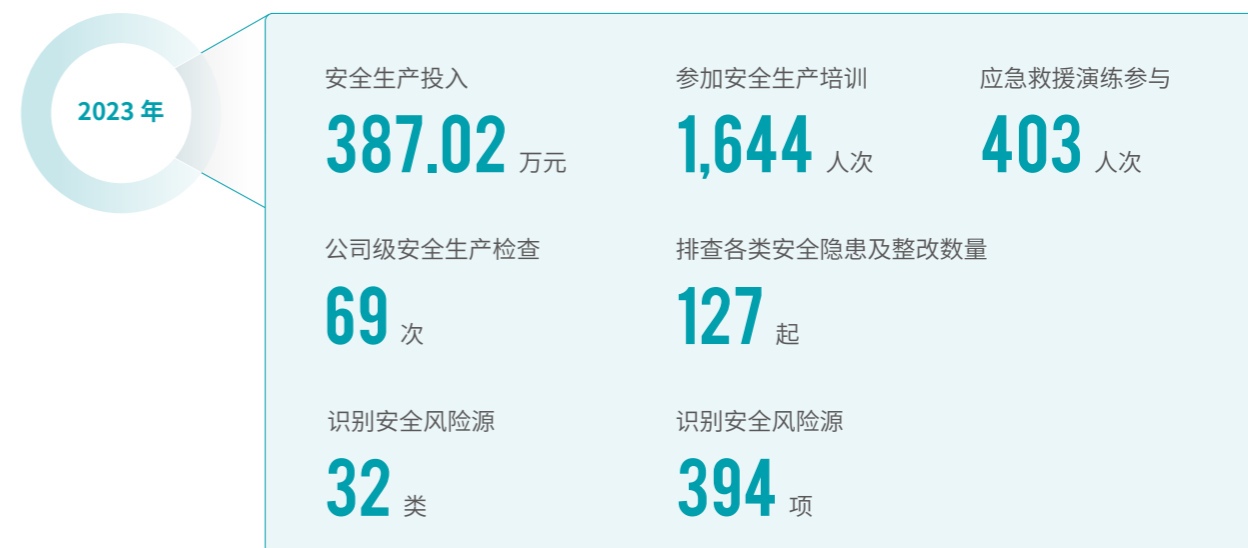 2023 年
安全生产投入
387.02 万元
参加安全生产培训
1,644 人次
应急救援演练参与
403 人次
公司级安全生产检查
69 次
排查各类安全隐患及整改数量
127 起
识别安全风险源
32 类
识别安全风险源
394 项